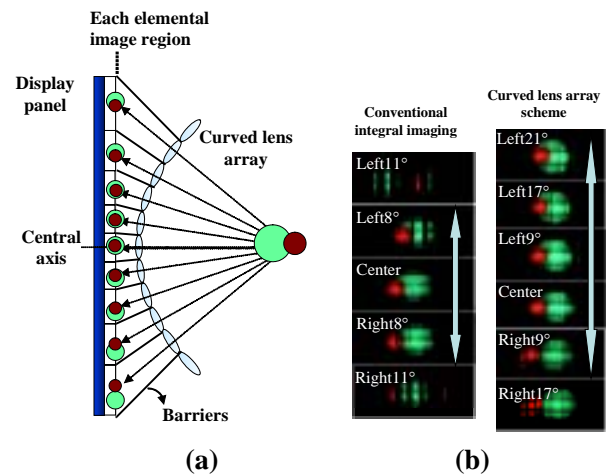 Each elemental
image region
Display
panel
Curved lens
array
Central
axis
Barriers
(a)
Conventional
integral imaging
Left11°
Left8°
Center
Right8°
Right11°
Curved lens array
scheme
Left21°
Left17°
Left9°
Center
Right9°
Right17°
(b)